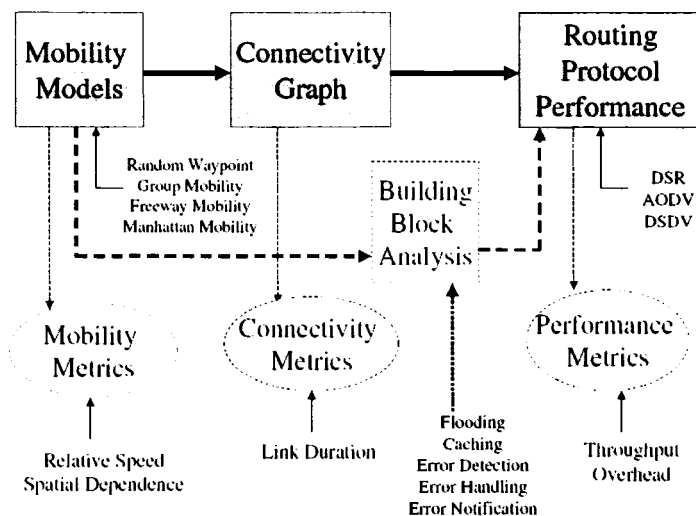 Mobility
Models
Connectivity
Graph
Routing
Protocol
Performance
Random Waypoint
Group Mobility
Freeway Mobility
Manhattan Mobility
Building
Block
Analysis
DSR
AODV
DSDV
Mobility
Metrics
Connectivity
Metrics
Performance
Metrics
Relative Speed
Spatial Dependence
Link Duration
Flooding
Caching
Error Detection
Error Handling
Error Notification
Throughput
Overhead